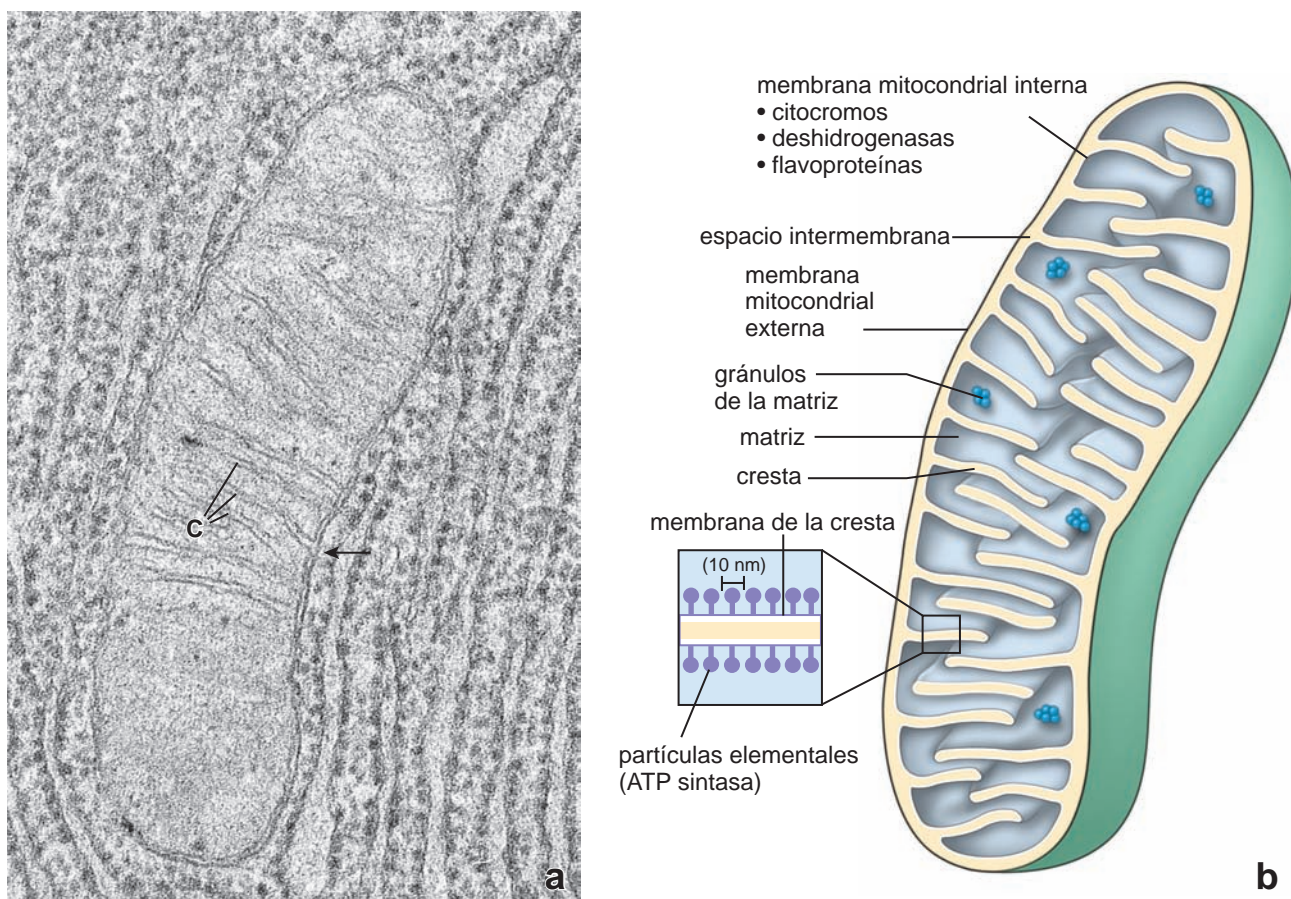 C
a
membrana mitocondrial interna
• citocromos
• deshidrogenasas
• flavoproteínas
espacio intermembrana
membrana
mitocondrial
externa
gránulos
de la matriz
matriz
cresta
membrana de la cresta
(10 nm)
partículas elementales
(ATP sintasa)
b